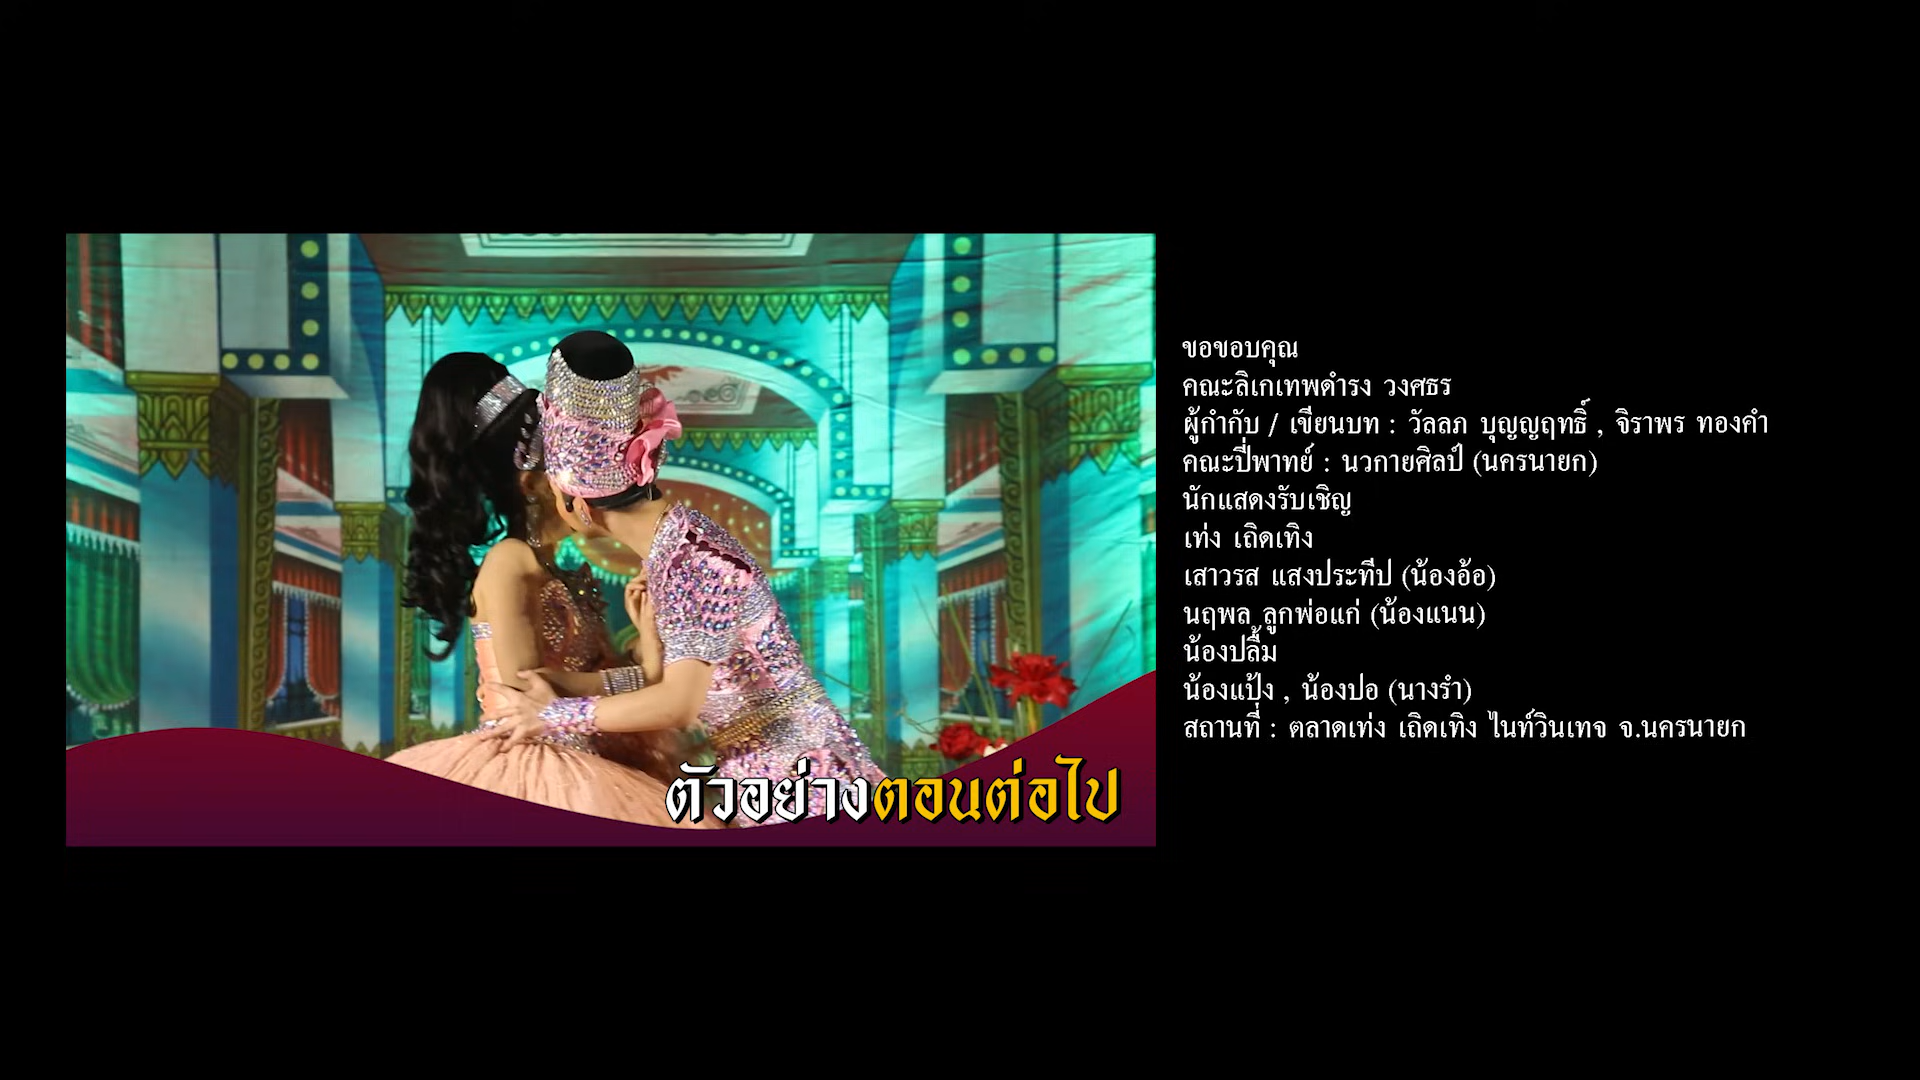 ตัวอย่างตอนต่อไป
ขอขอบคุณ
คณะลิเกเทพดำรง วงศธร
ผู้กำกับ / เขียนบท : วัลลภ บุญญฤทธิ์ , จิราพร ทองคำ
คณะปี่พาทย์ : นวกายศิลป์ (นครนายก)
นักแสดงรับเชิญ
เท่ง เถิดเทิง
เสาวรส แสงประทีป (น้องอ้อ)
นฤพล ลูกพ่อแก่ (น้องแนน)
น้องปลื้ม
น้องแป้ง , น้องปอ (นางรำ)
สถานที่ : ตลาดเท่ง เถิดเทิง ไนท์วินเทจ จ.นครนายก